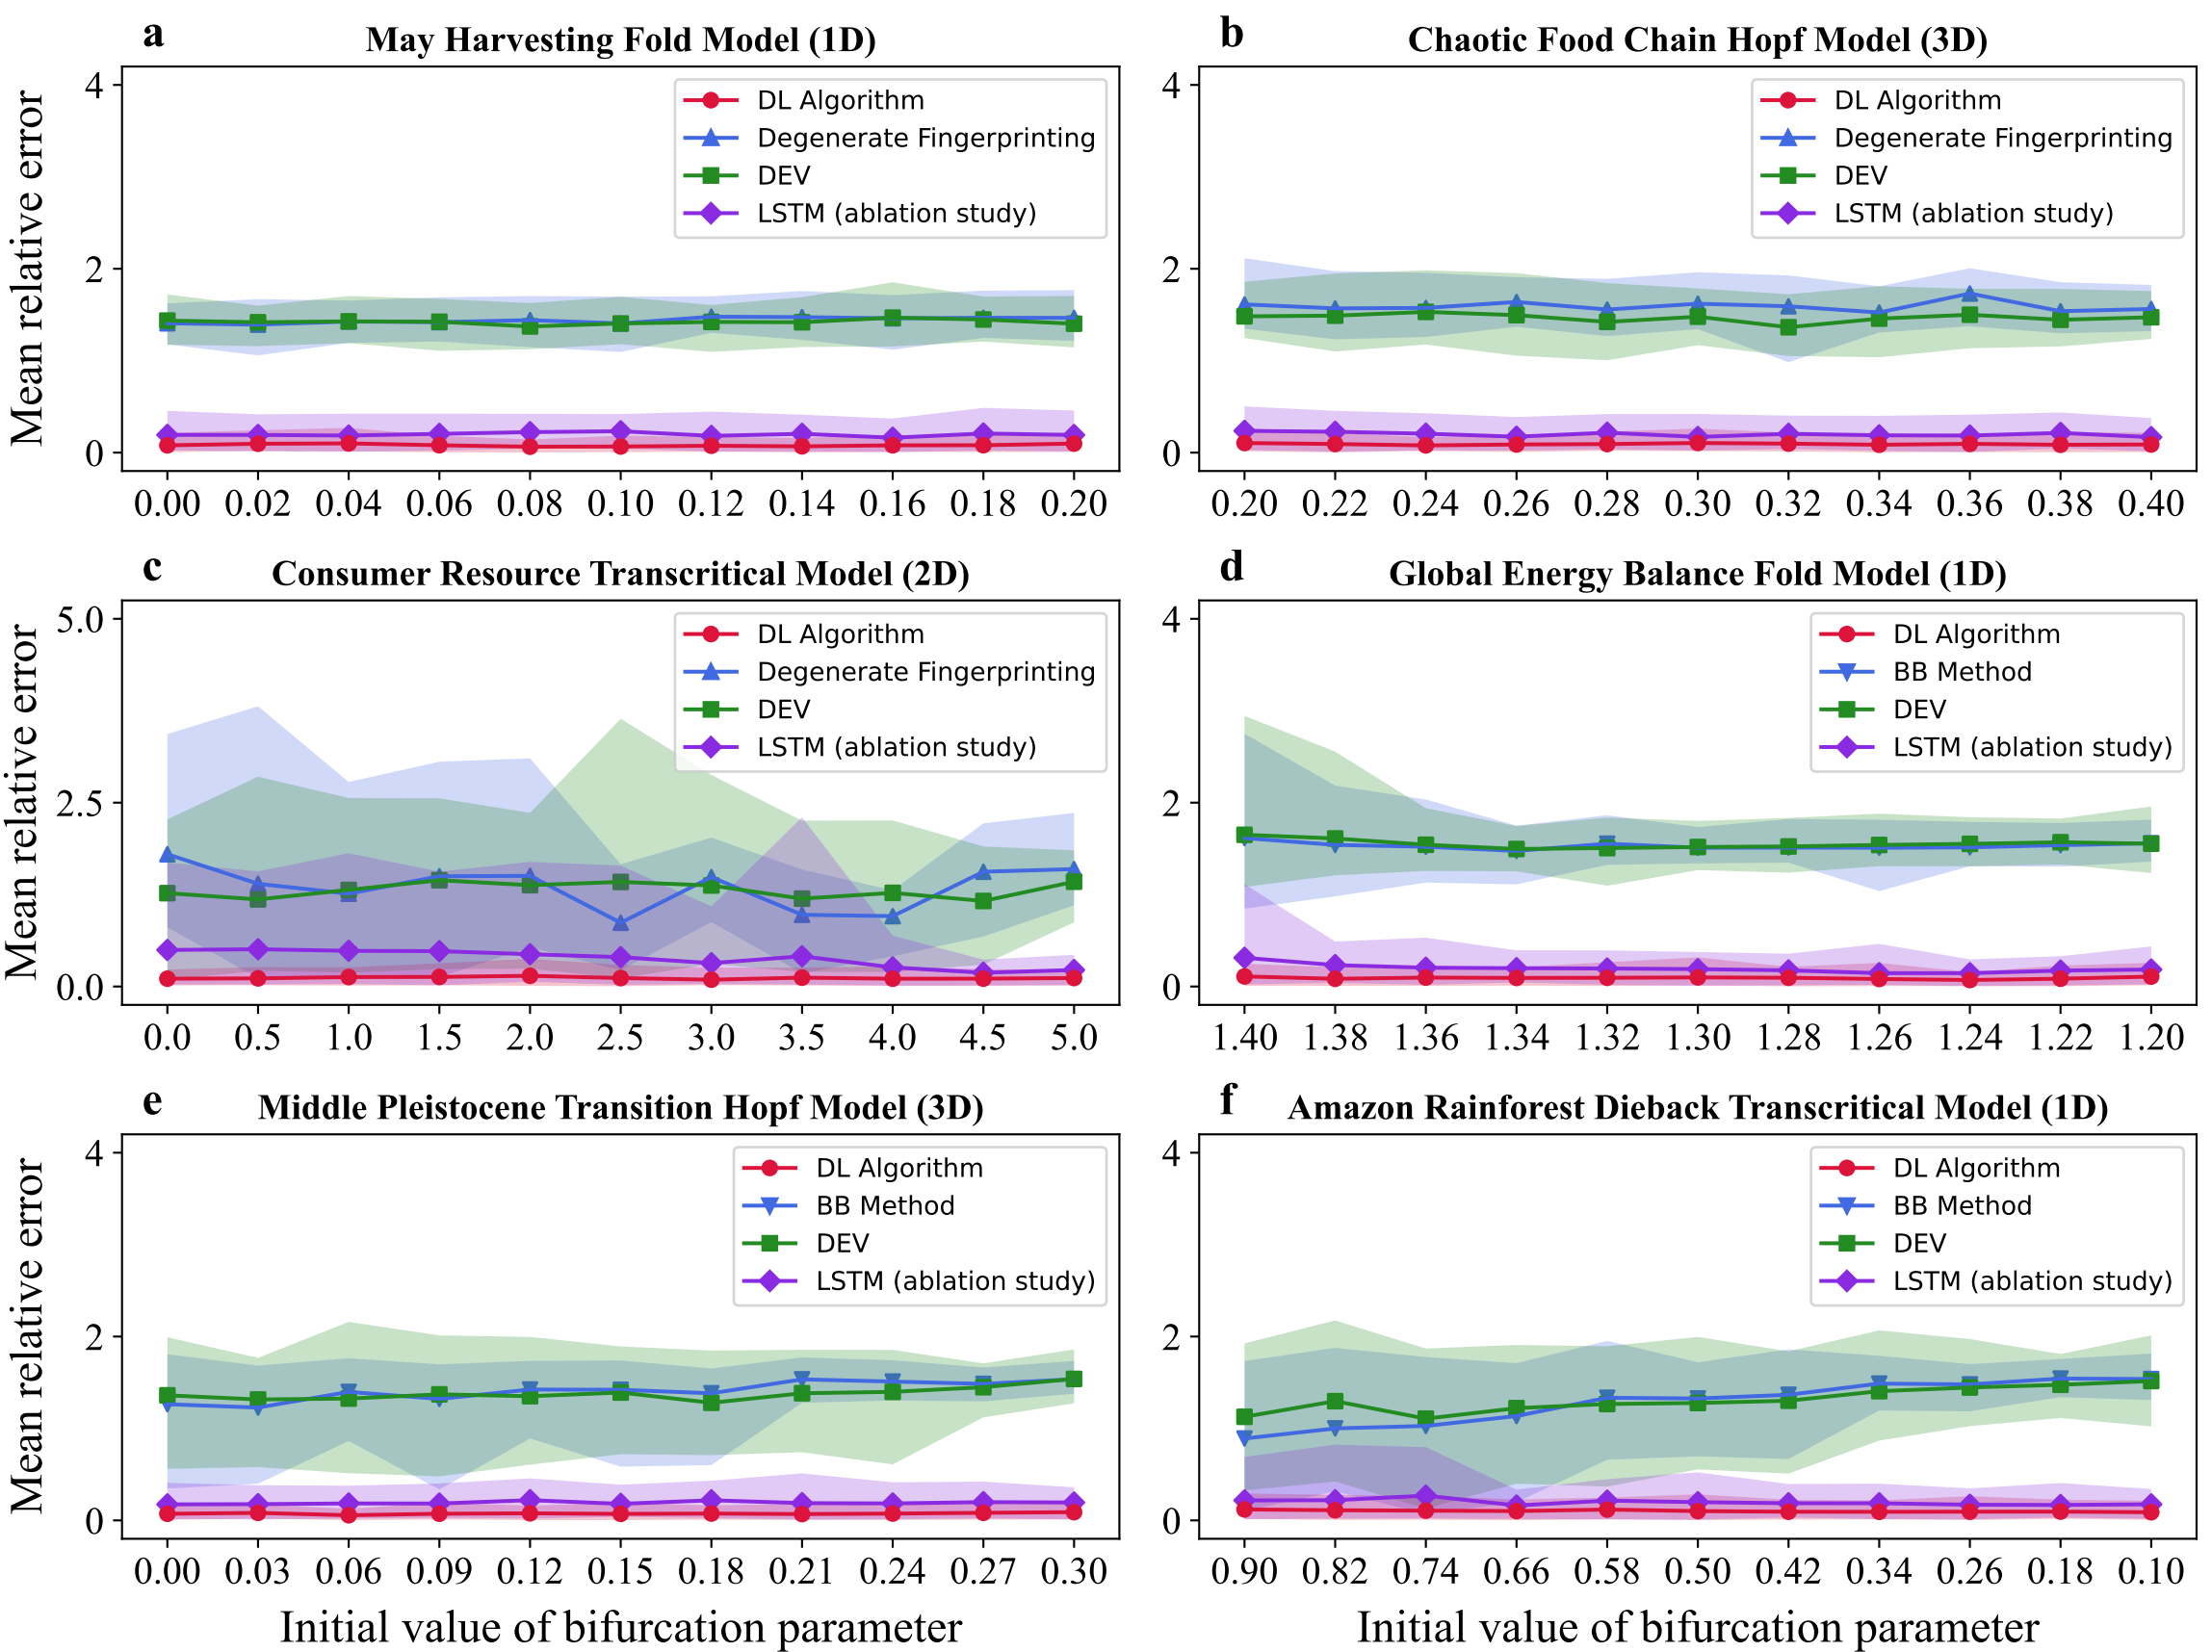 a May Harvesting Fold Model (1D)
Mean relative error
4
2
0
DL Algorithm
Degenerate Fingerprinting
DEV
LSTM (ablation study)
0.00 0.02 0.04 0.06 0.08 0.10 0.12 0.14 0.16 0.18 0.20
b Chaotic Food Chain Hopf Model (3D)
4
2
0
DL Algorithm
Degenerate Fingerprinting
DEV
LSTM (ablation study)
0.20 0.22 0.24 0.26 0.28 0.30 0.32 0.34 0.36 0.38 0.40
c Consumer Resource Transcritical Model (2D)
Mean relative error
5.0
2.5
0.0
DL Algorithm
Degenerate Fingerprinting
DEV
LSTM (ablation study)
0.0 0.5 1.0 1.5 2.0 2.5 3.0 3.5 4.0 4.5 5.0
d Global Energy Balance Fold Model (1D)
4
2
0
DL Algorithm
BB Method
DEV
LSTM (ablation study)
1.40 1.38 1.36 1.34 1.32 1.30 1.28 1.26 1.24 1.22 1.20
e Middle Pleistocene Transition Hopf Model (3D)
Mean relative error
4
2
0
DL Algorithm
BB Method
DEV
LSTM (ablation study)
0.00 0.03 0.06 0.09 0.12 0.15 0.18 0.21 0.24 0.27 0.30
Initial value of bifurcation parameter
f Amazon Rainforest Dieback Transcritical Model (1D)
4
2
0
DL Algorithm
BB Method
DEV
LSTM (ablation study)
0.90 0.82 0.74 0.66 0.58 0.50 0.42 0.34 0.26 0.18 0.10
Initial value of bifurcation parameter